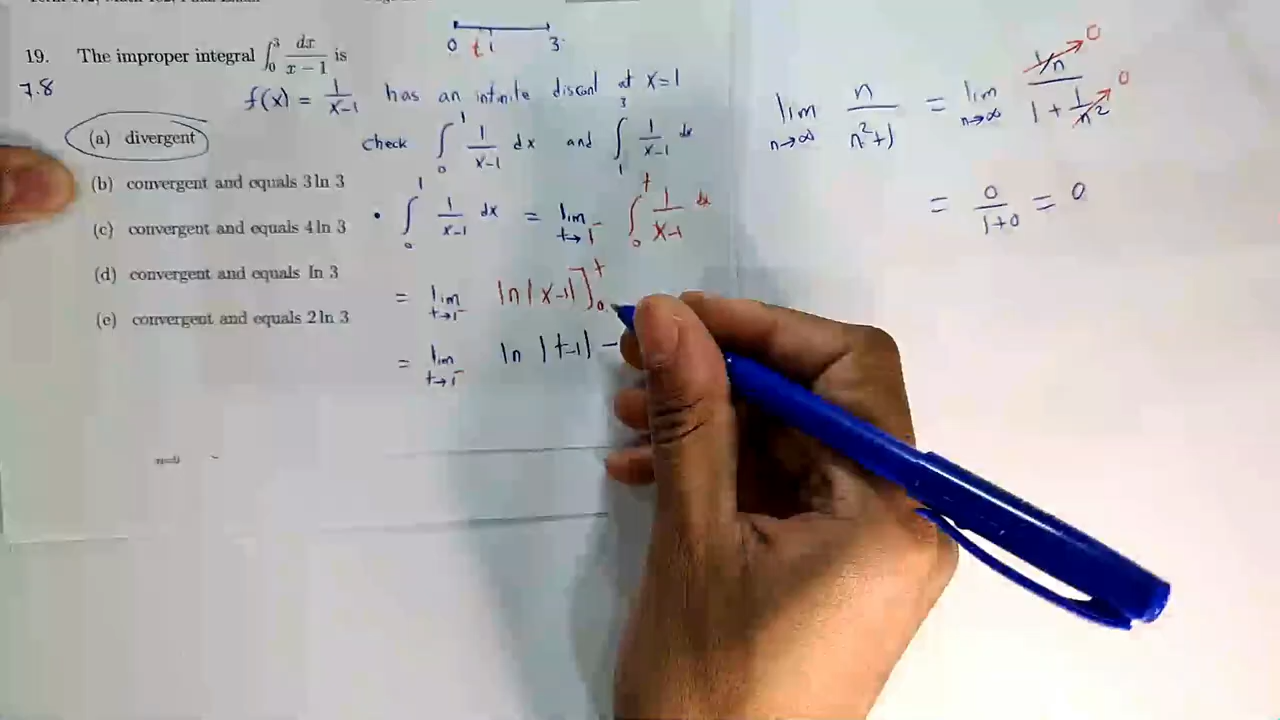 19. The improper integral ∫₀³ dx/(x − 1) is
7.8
0 t 1 3
f(x) = 1/(x-1) has an infinite discont at x=1
(a) divergent
check ∫₀¹ 1/(x-1) dx and ∫₁³ 1/(x-1) dx
(b) convergent and equals 3 ln 3
• ∫₀¹ 1/(x-1) dx = lim t→1⁻ ∫₀ᵗ 1/(x-1) dx
(c) convergent and equals 4 ln 3
(d) convergent and equals ln 3
= lim t→1⁻ ln|x-1|]₀ᵗ
(e) convergent and equals 2 ln 3
= lim t→1⁻ ln |t-1| -
n=0
lim n→∞ n/(n²+1) = lim n→∞ (1/n → 0)/(1 + 1/n² → 0)
= 0/(1+0) = 0